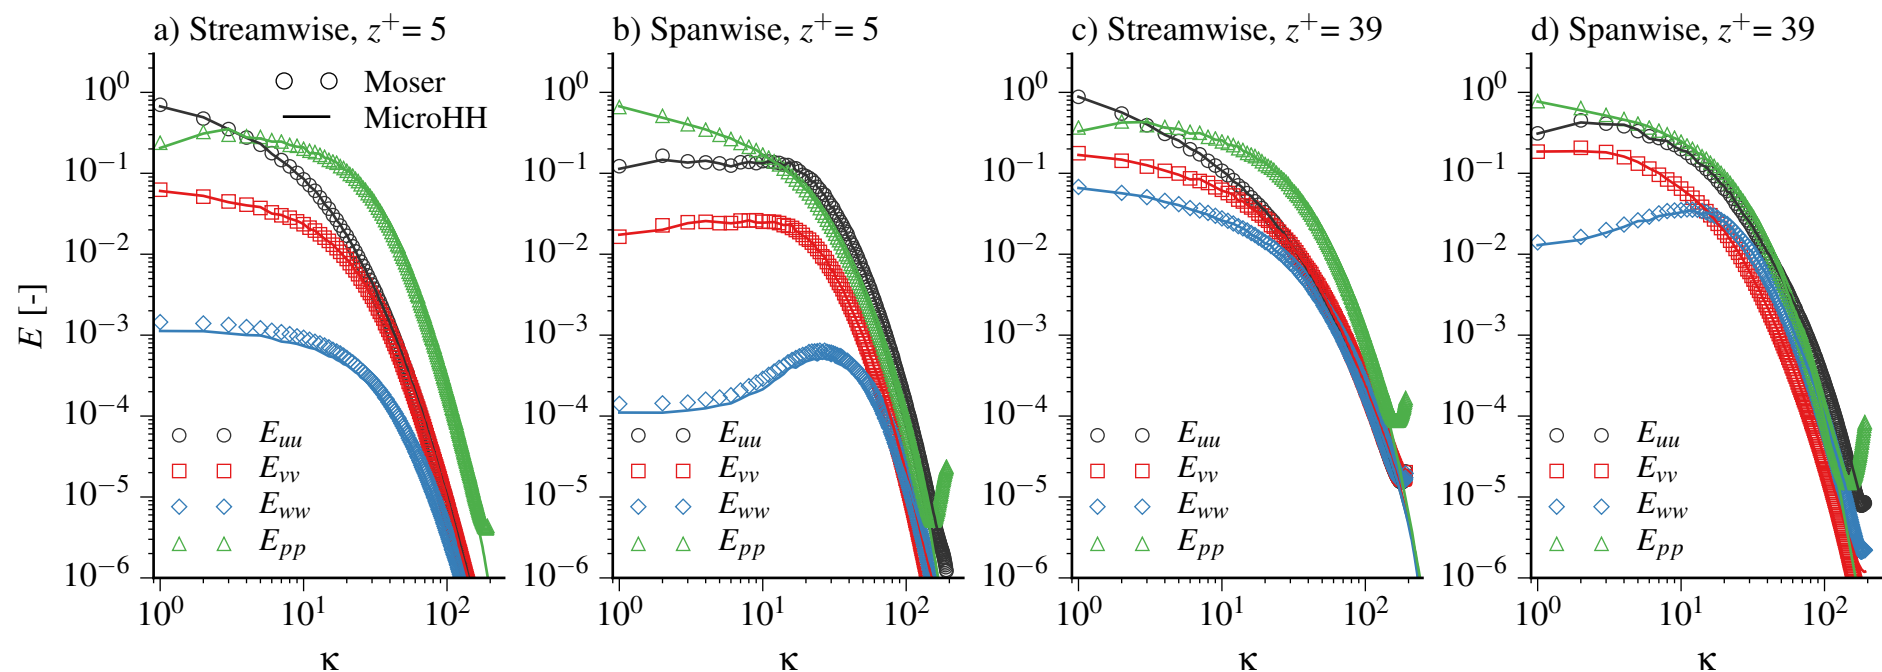 a) Streamwise, z⁺ = 5
b) Spanwise, z⁺ = 5
c) Streamwise, z⁺ = 39
d) Spanwise, z⁺ = 39
Moser
MicroHH
E [-]
10⁰
10⁻¹
10⁻²
10⁻³
10⁻⁴
10⁻⁵
10⁻⁶
E_uu
E_vv
E_ww
E_pp
10⁰ 10¹ 10²
κ
10⁰
10⁻¹
10⁻²
10⁻³
10⁻⁴
10⁻⁵
10⁻⁶
E_uu
E_vv
E_ww
E_pp
10⁰ 10¹ 10²
κ
10⁰
10⁻¹
10⁻²
10⁻³
10⁻⁴
10⁻⁵
10⁻⁶
E_uu
E_vv
E_ww
E_pp
10⁰ 10¹ 10²
κ
10⁰
10⁻¹
10⁻²
10⁻³
10⁻⁴
10⁻⁵
10⁻⁶
E_uu
E_vv
E_ww
E_pp
10⁰ 10¹ 10²
κ